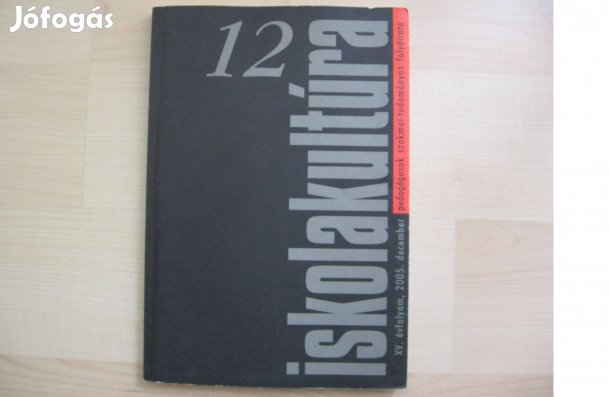 Jófogás
12
iskolakultúra
XV. évfolyam, 2005. december pedagógusok szakmai-tudományos folyóirata